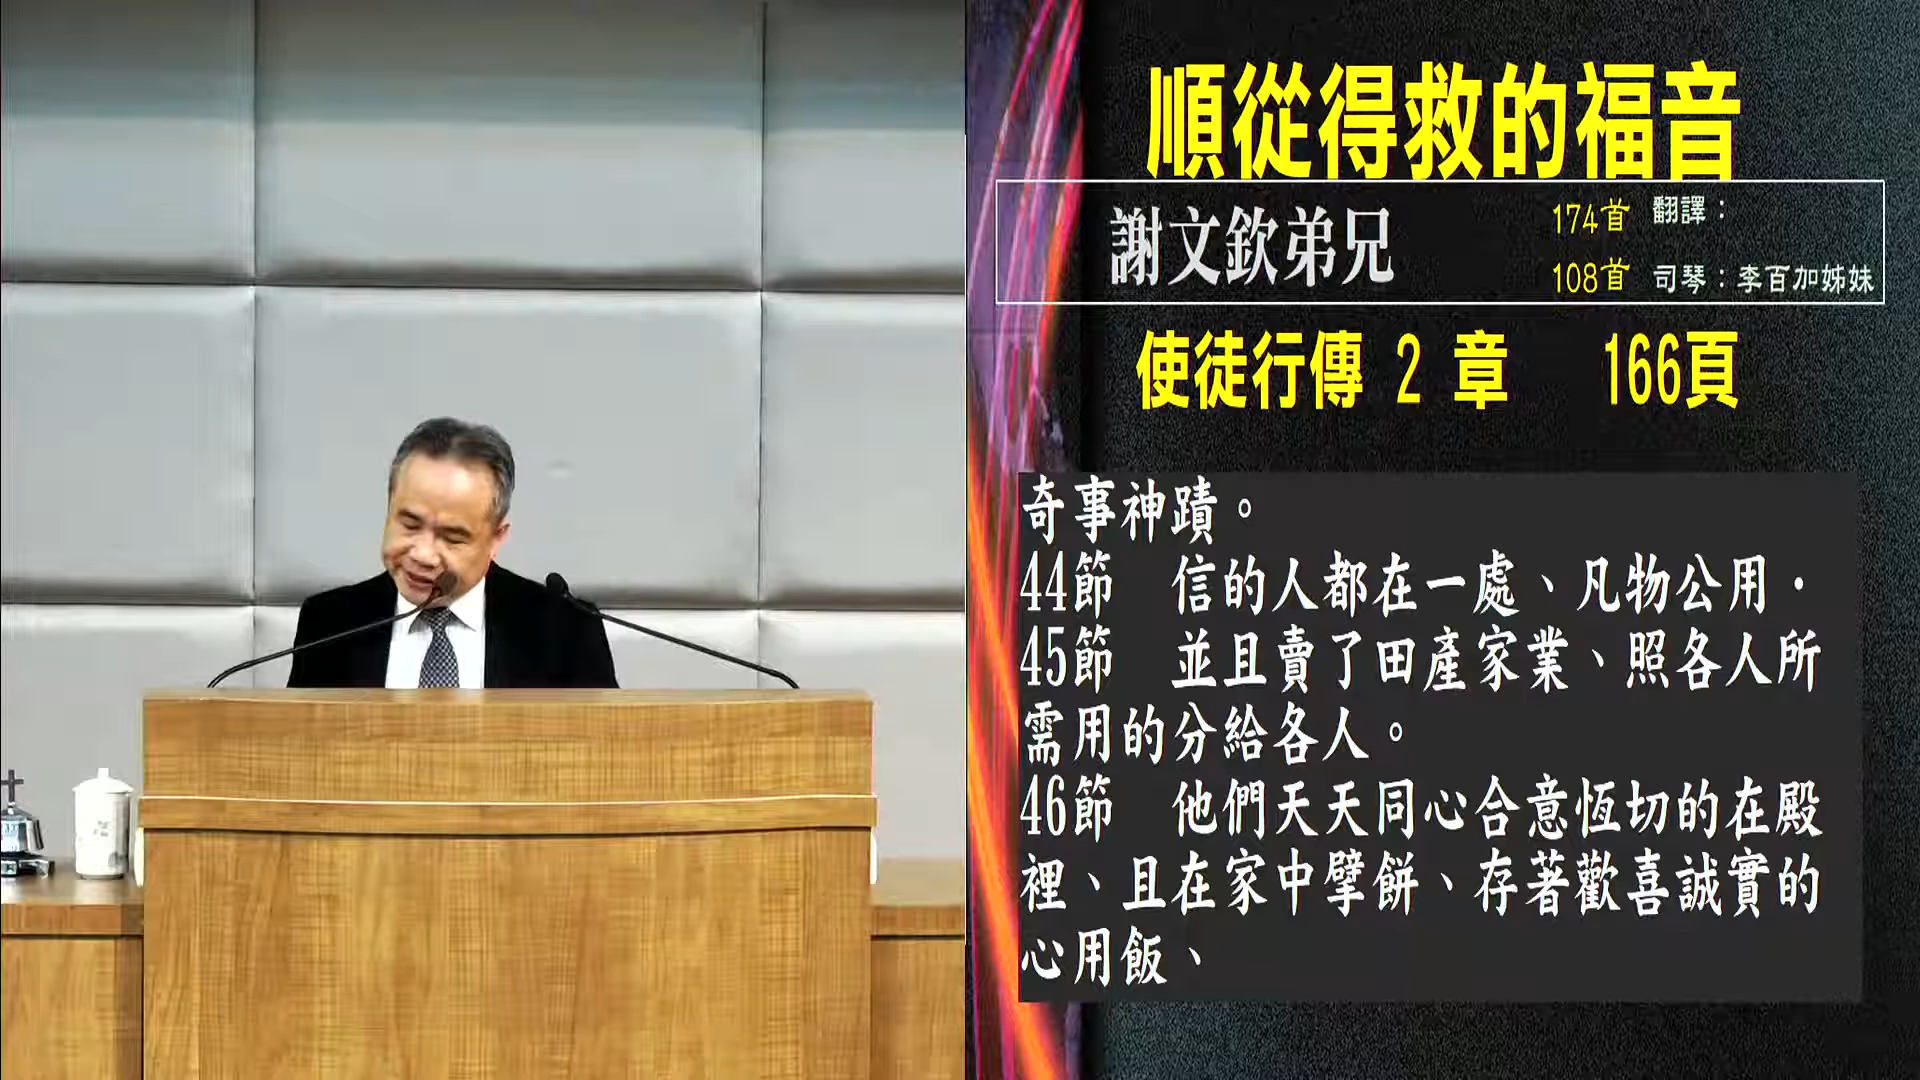 順從得救的福音
謝文欽弟兄
174首 翻譯：
108首 司琴：李百加姊妹
使徒行傳 2 章 166頁
奇事神蹟。
44節 信的人都在一處、凡物公用．
45節 並且賣了田產家業、照各人所
需用的分給各人。
46節 他們天天同心合意恆切的在殿
裡、且在家中擘餅、存著歡喜誠實的
心用飯、